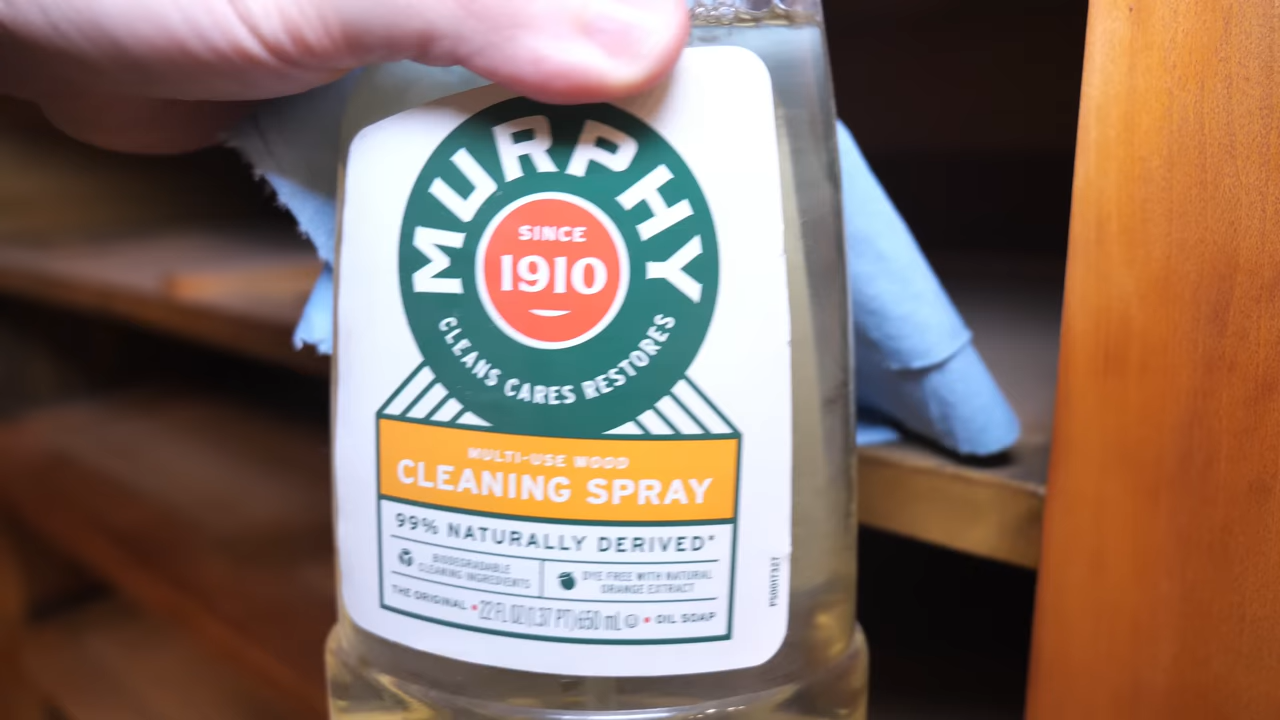 MURPHY
SINCE
1910
CLEANS CARES RESTORES
MULTI-USE WOOD
CLEANING SPRAY
99% NATURALLY DERIVED*
BIODEGRADABLE
CLEANING INGREDIENTS
DYE FREE WITH NATURAL
ORANGE EXTRACT
THE ORIGINAL • 22 FL OZ (1.37 PT) 650 mL • OIL SOAP